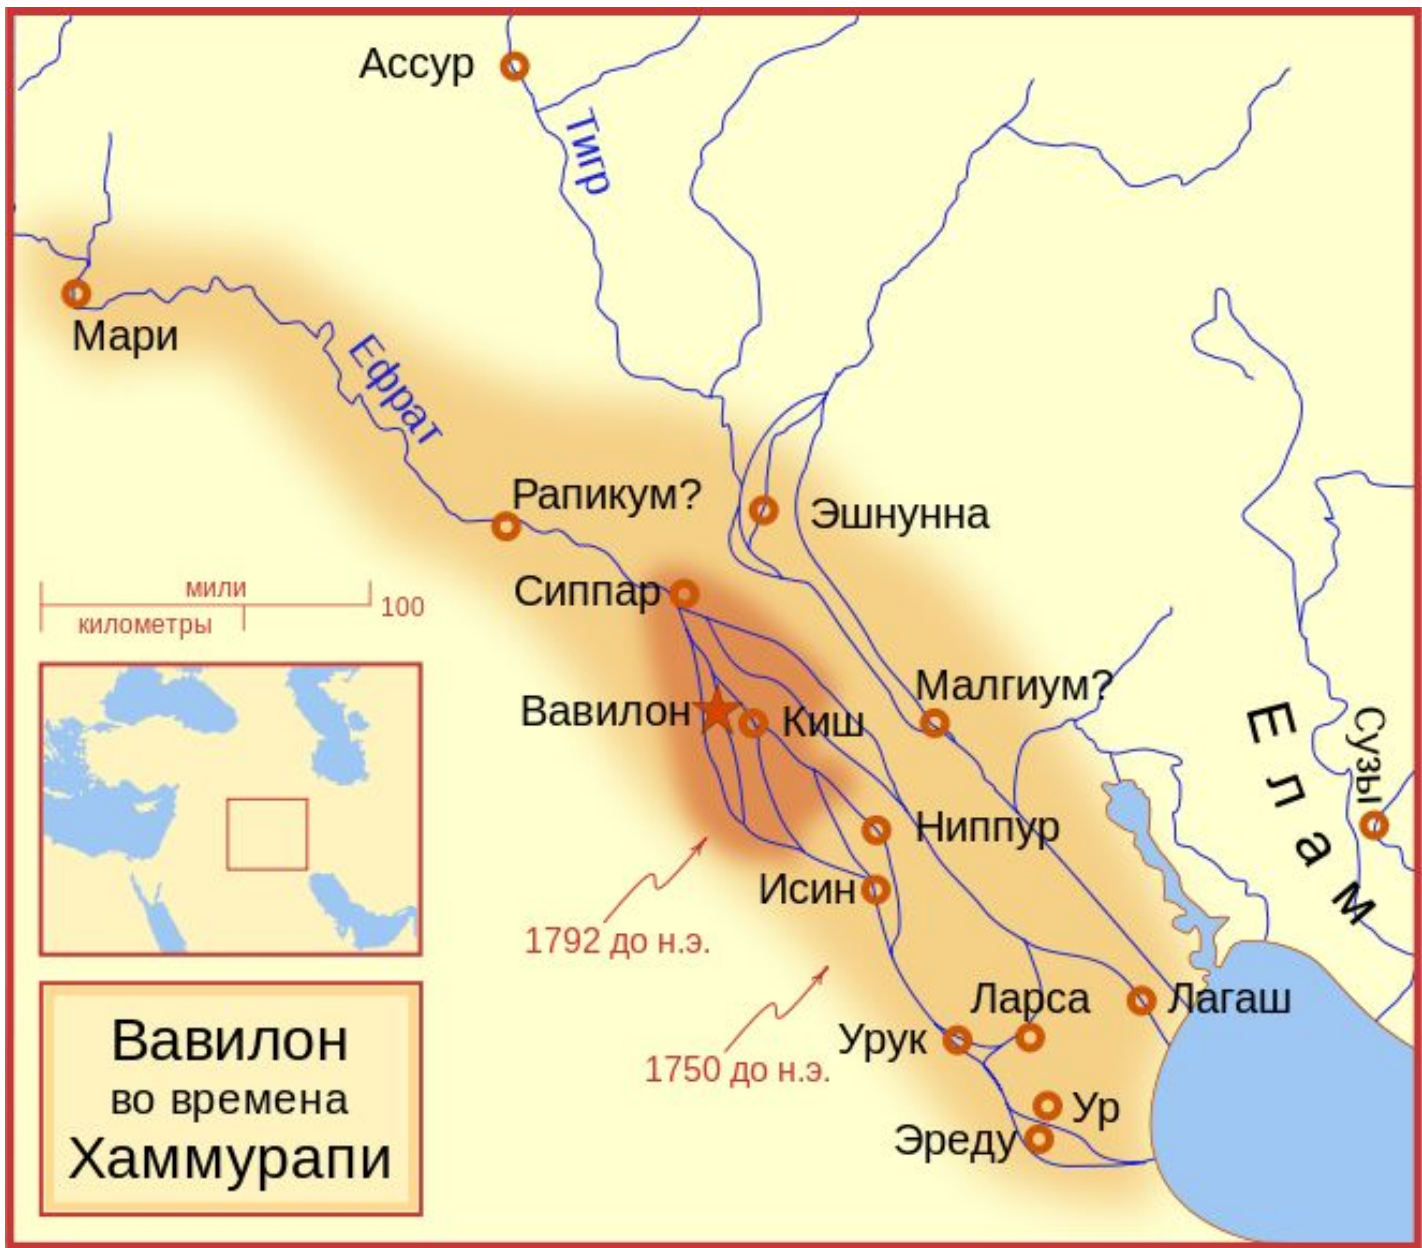 Ассур
Тигр
Мари
Ефрат
Рапикум?
Эшнунна
Сиппар
мили
километры
100
Малгиум?
Вавилон
Киш
Елам
Сузы
Ниппур
Исин
1792 до н.э.
Ларса
Лагаш
Урук
1750 до н.э.
Ур
Эреду
Вавилон
во времена
Хаммурапи